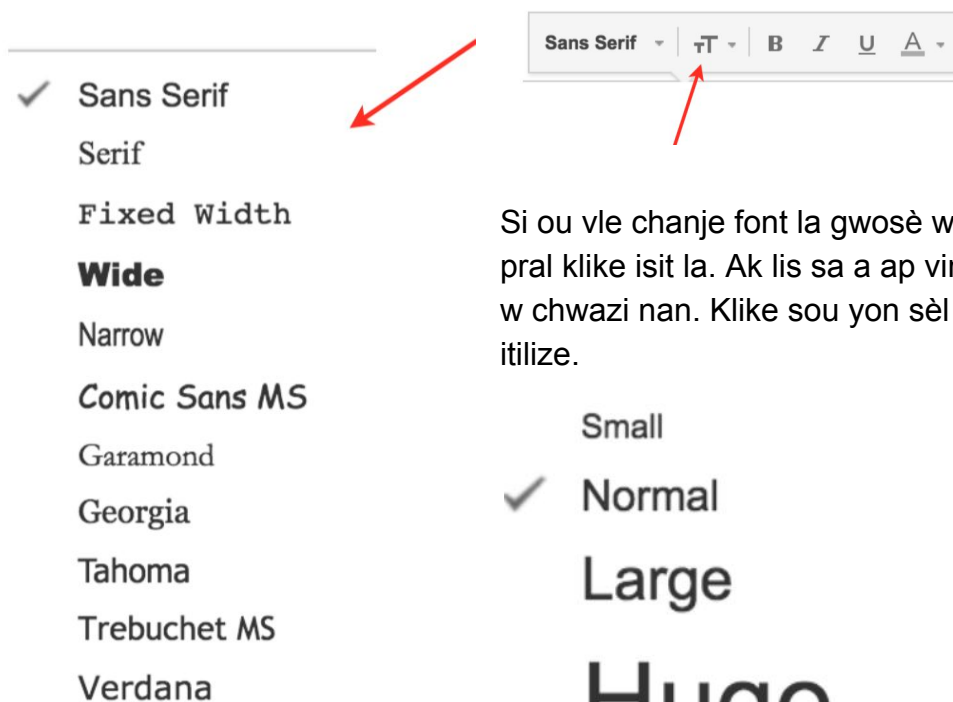 Sans Serif
Serif
Fixed Width
Wide
Narrow
Comic Sans MS
Garamond
Georgia
Tahoma
Trebuchet MS
Verdana
Sans Serif TT B I U A
Si ou vle chanje font la gwosè w
pral klike isit la. Ak lis sa a ap
w chwazi nan. Klike sou yon sèl
itilize.
Small
Normal
Large
Huge